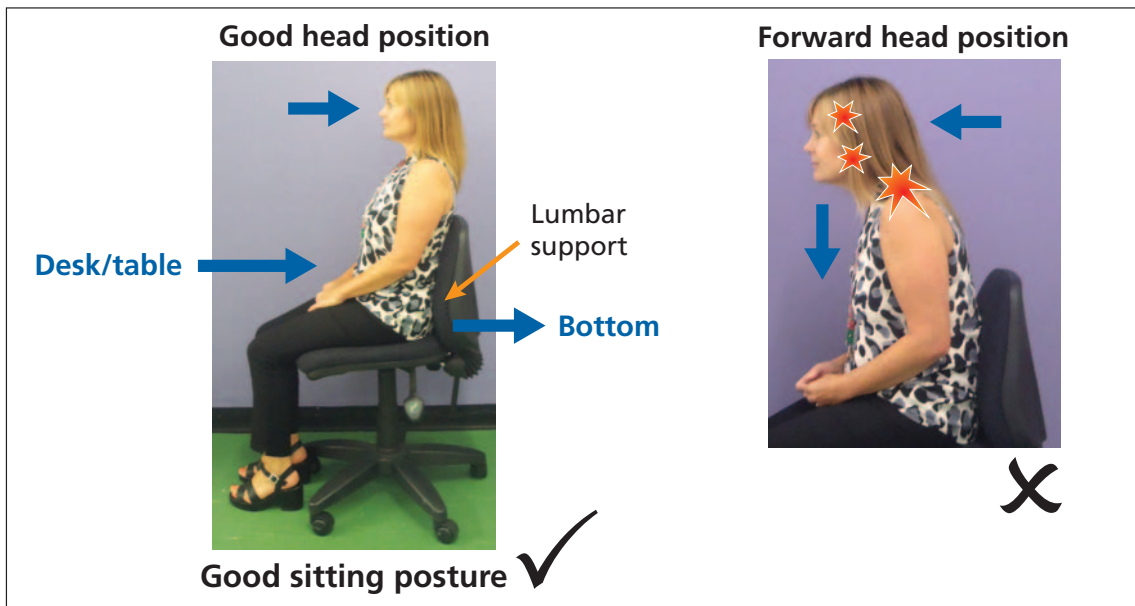 Good head position
Forward head position
Lumbar
support
Desk/table
Bottom
Good sitting posture